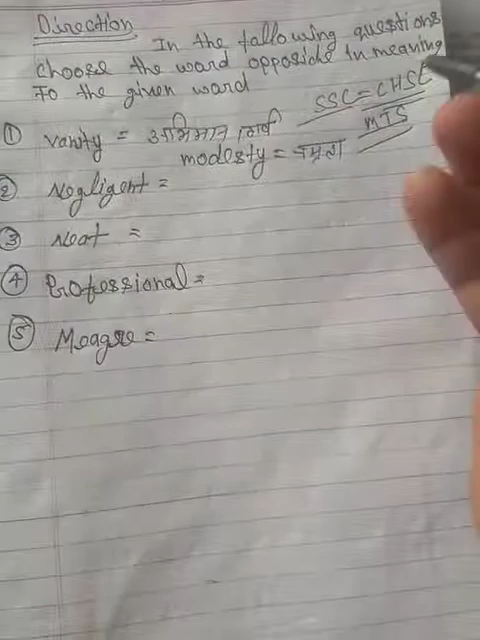 Direction
In the following questions
choose the word opposide in meaning
To the given word
SSC = CHSL
MTS
① Vanity = अभिमान / गर्व
modesty = नम्रता
② Negligent =
③ Neat =
④ Professional =
⑤ Meagre =